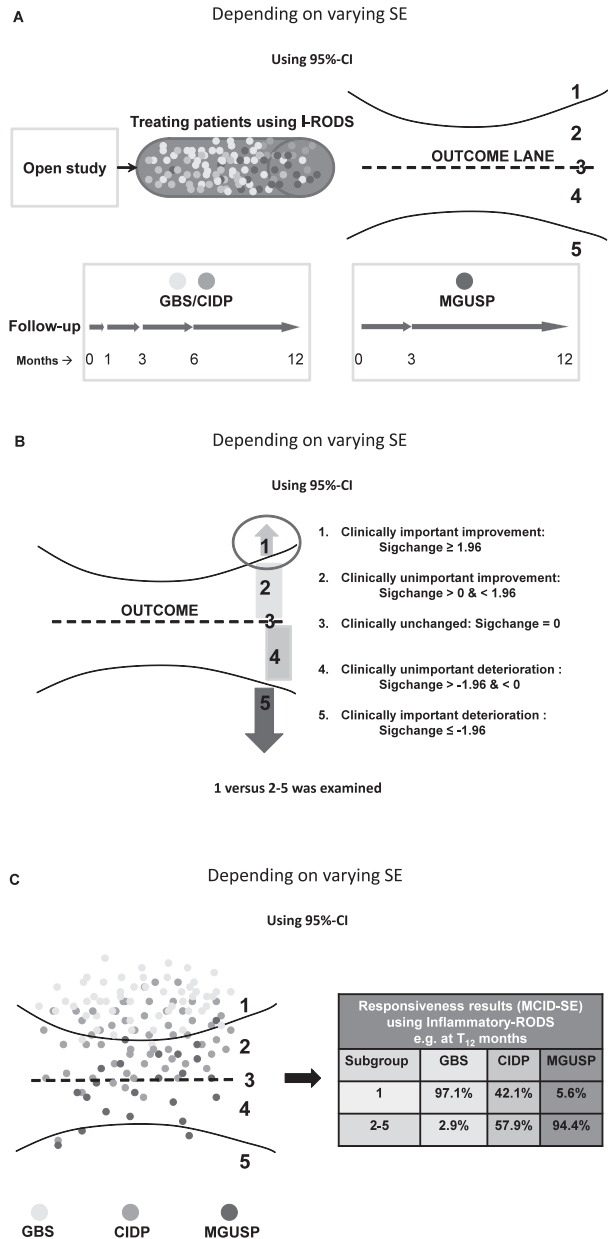 A
Depending on varying SE
Using 95%-CI
Treating patients using I-RODS
Open study
OUTCOME LANE
1
2
3
4
5
GBS/CIDP
MGUSP
Follow-up
Months →
0 1 3 6 12
0 3 12
B
Depending on varying SE
Using 95%-CI
OUTCOME
1
2
3
4
5
1. Clinically important improvement:
Sigchange ≥ 1.96
2. Clinically unimportant improvement:
Sigchange > 0 & < 1.96
3. Clinically unchanged: Sigchange = 0
4. Clinically unimportant deterioration :
Sigchange > -1.96 & < 0
5. Clinically important deterioration :
Sigchange ≤ -1.96
1 versus 2-5 was examined
C
Depending on varying SE
Using 95%-CI
1
2
3
4
5
Responsiveness results (MCID-SE)
using Inflammatory-RODS
e.g. at T12 months
Subgroup GBS CIDP MGUSP
1 97.1% 42.1% 5.6%
2-5 2.9% 57.9% 94.4%
GBS CIDP MGUSP